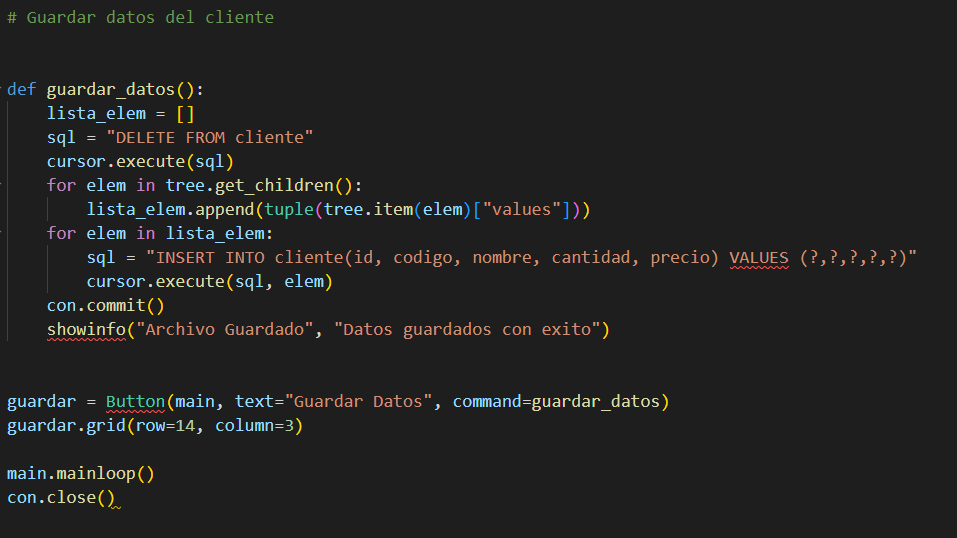 # Guardar datos del cliente
def guardar_datos():
    lista_elem = []
    sql = "DELETE FROM cliente"
    cursor.execute(sql)
    for elem in tree.get_children():
        lista_elem.append(tuple(tree.item(elem)["values"]))
    for elem in lista_elem:
        sql = "INSERT INTO cliente(id, codigo, nombre, cantidad, precio) VALUES (?,?,?,?,?)"
        cursor.execute(sql, elem)
    con.commit()
    showinfo("Archivo Guardado", "Datos guardados con exito")
guardar = Button(main, text="Guardar Datos", command=guardar_datos)
guardar.grid(row=14, column=3)
main.mainloop()
con.close()